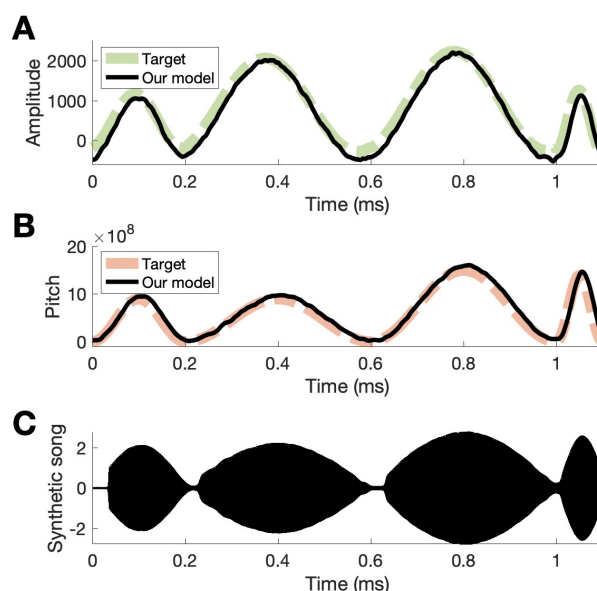 A
Target
Our model
2000
1000
0
Amplitude
0 0.2 0.4 0.6 0.8 1
Time (ms)
B
×10^8
Target
Our model
20
10
0
Pitch
0 0.2 0.4 0.6 0.8 1
Time (ms)
C
2
0
-2
Synthetic song
0 0.2 0.4 0.6 0.8 1
Time (ms)